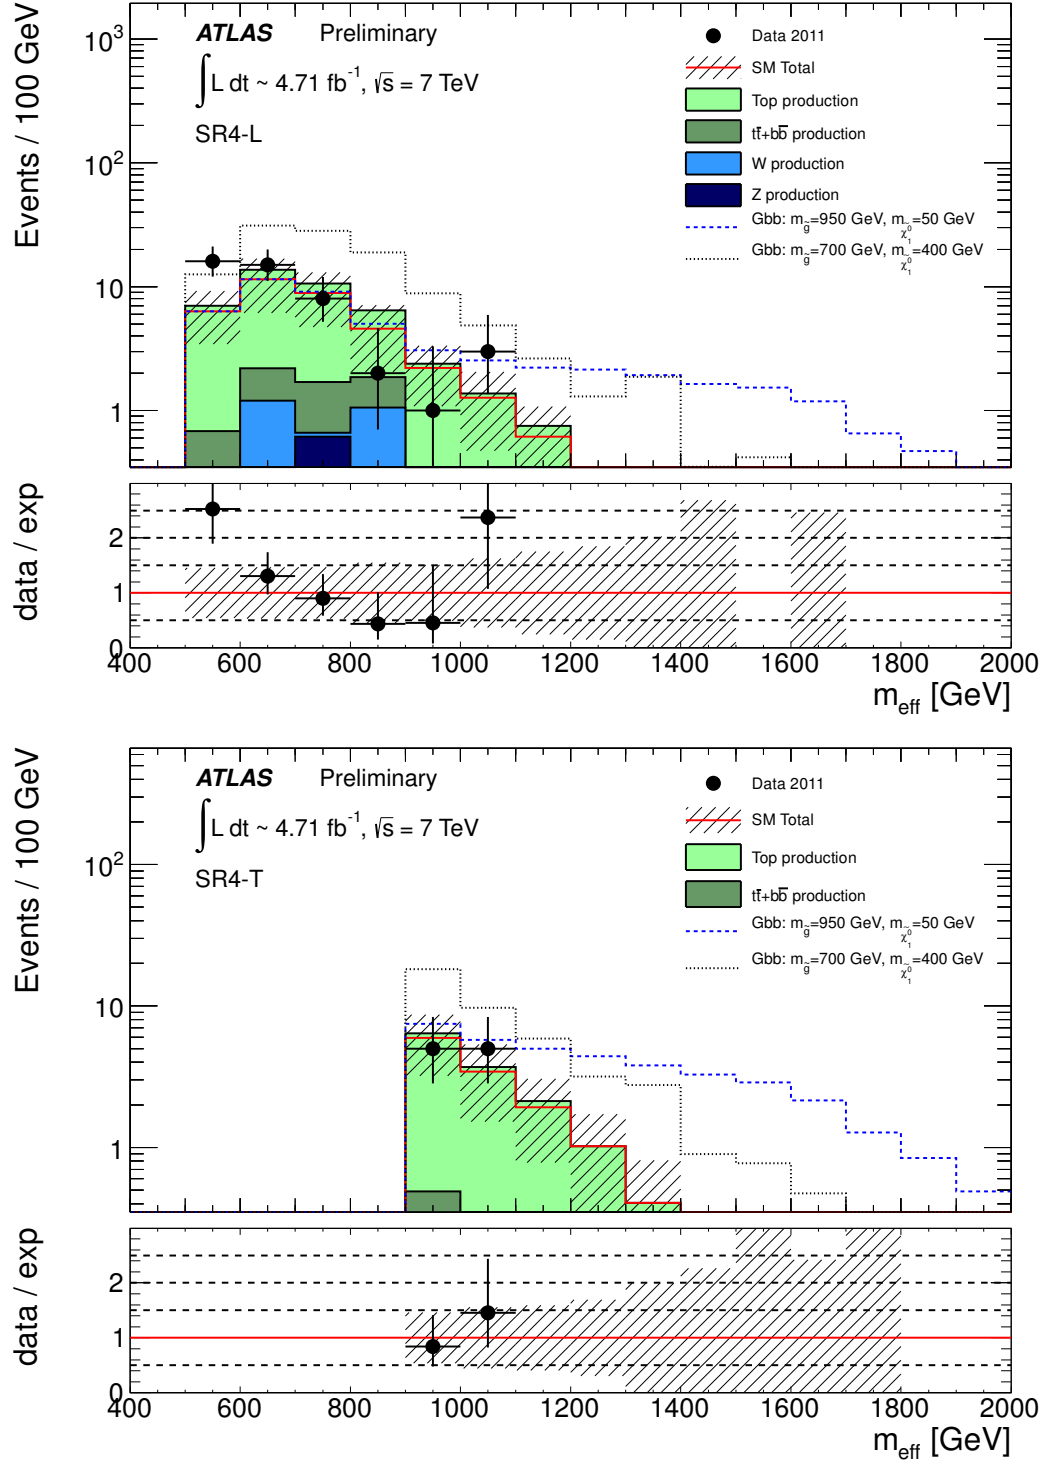 ATLAS Preliminary
∫ L dt ~ 4.71 fb⁻¹, √s = 7 TeV
SR4-L
Data 2011
SM Total
Top production
tt̄+bb̄ production
W production
Z production
Gbb: m_g̃=950 GeV, m_χ̃₁⁰=50 GeV
Gbb: m_g̃=700 GeV, m_χ̃₁⁰=400 GeV
Events / 100 GeV
10³
10²
10
1
data / exp
2
1
0
400 600 800 1000 1200 1400 1600 1800 2000
m_eff [GeV]
ATLAS Preliminary
∫ L dt ~ 4.71 fb⁻¹, √s = 7 TeV
SR4-T
Data 2011
SM Total
Top production
tt̄+bb̄ production
Gbb: m_g̃=950 GeV, m_χ̃₁⁰=50 GeV
Gbb: m_g̃=700 GeV, m_χ̃₁⁰=400 GeV
Events / 100 GeV
10²
10
1
data / exp
2
1
0
400 600 800 1000 1200 1400 1600 1800 2000
m_eff [GeV]